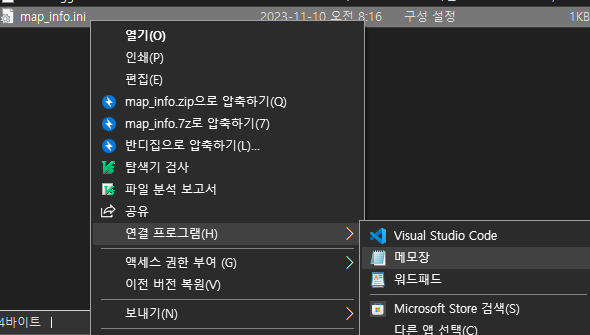 map_info.ini 2023-11-10 오전 8:16 구성 설정 1KB
열기(O)
인쇄(P)
편집(E)
map_info.zip으로 압축하기(Q)
map_info.7z로 압축하기(7)
반디집으로 압축하기(L)...
탐색기 검사
파일 분석 보고서
공유
연결 프로그램(H)
Visual Studio Code
메모장
워드패드
Microsoft Store 검색(S)
다른 앱 선택(C)
액세스 권한 부여 (G)
이전 버전 복원(V)
보내기(N)
4바이트